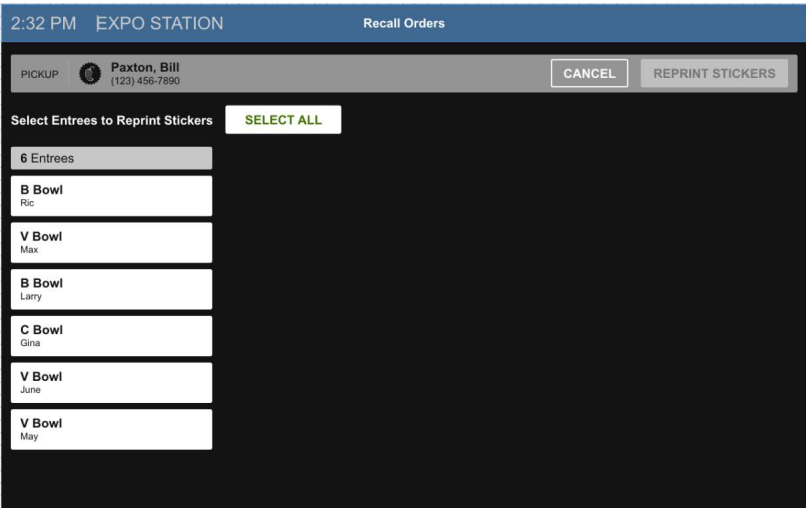 2:32 PM EXPO STATION Recall Orders
PICKUP Paxton, Bill CANCEL REPRINT STICKERS
(123) 456-7890
Select Entrees to Reprint Stickers SELECT ALL
6 Entrees
B Bowl
Ric
V Bowl
Max
B Bowl
Larry
C Bowl
Gina
V Bowl
June
V Bowl
May